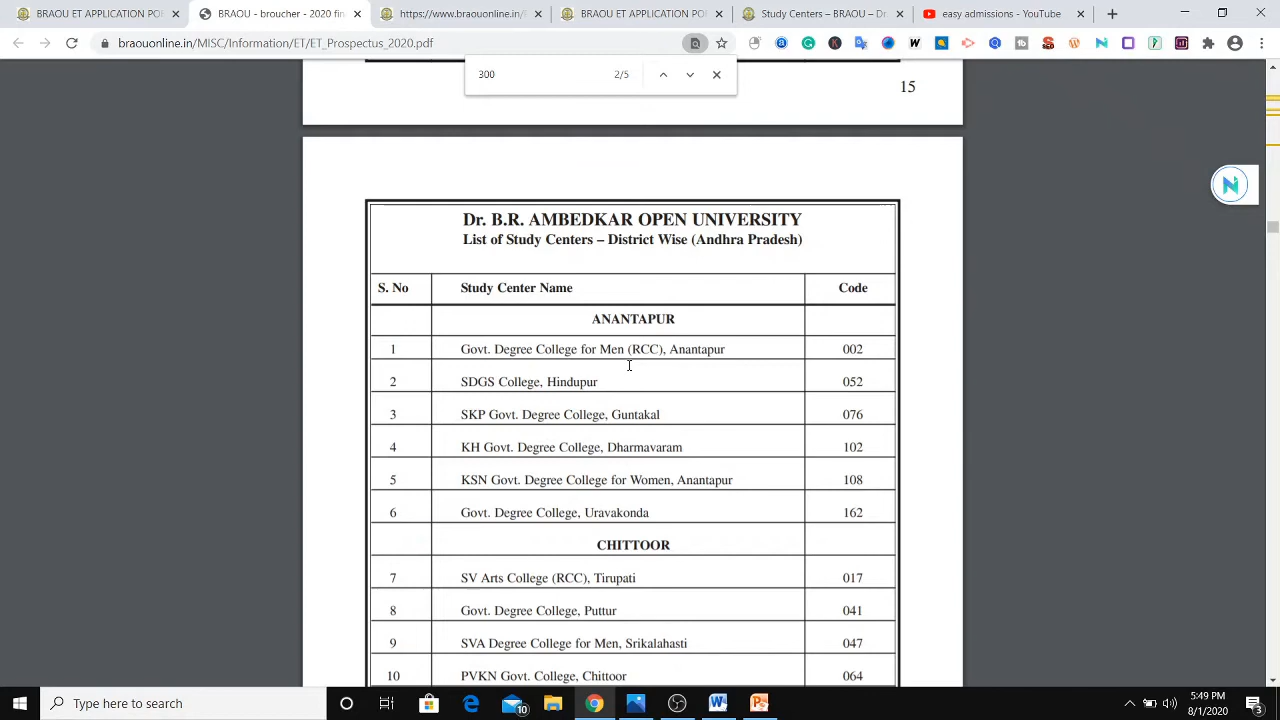 BRAOU ET APPLICATION PO
BRAOU - broucher - 2020 fin
https://www.braouonline.in/E
BRAOU ET APPLICATION PO
Study Centers – BRAOU – Dr
easy admissions - YouTube
braouonline.in/MISC/Information/ET/ET_Prospectus_2020.pdf
300
2/5
15
Dr. B.R. AMBEDKAR OPEN UNIVERSITY
List of Study Centers – District Wise (Andhra Pradesh)
S. No Study Center Name Code
ANANTAPUR
1 Govt. Degree College for Men (RCC), Anantapur 002
2 SDGS College, Hindupur 052
3 SKP Govt. Degree College, Guntakal 076
4 KH Govt. Degree College, Dharmavaram 102
5 KSN Govt. Degree College for Women, Anantapur 108
6 Govt. Degree College, Uravakonda 162
CHITTOOR
7 SV Arts College (RCC), Tirupati 017
8 Govt. Degree College, Puttur 041
9 SVA Degree College for Men, Srikalahasti 047
10 PVKN Govt. College, Chittoor 064
Type here to search
10
5:49 PM
8/1/2020
3